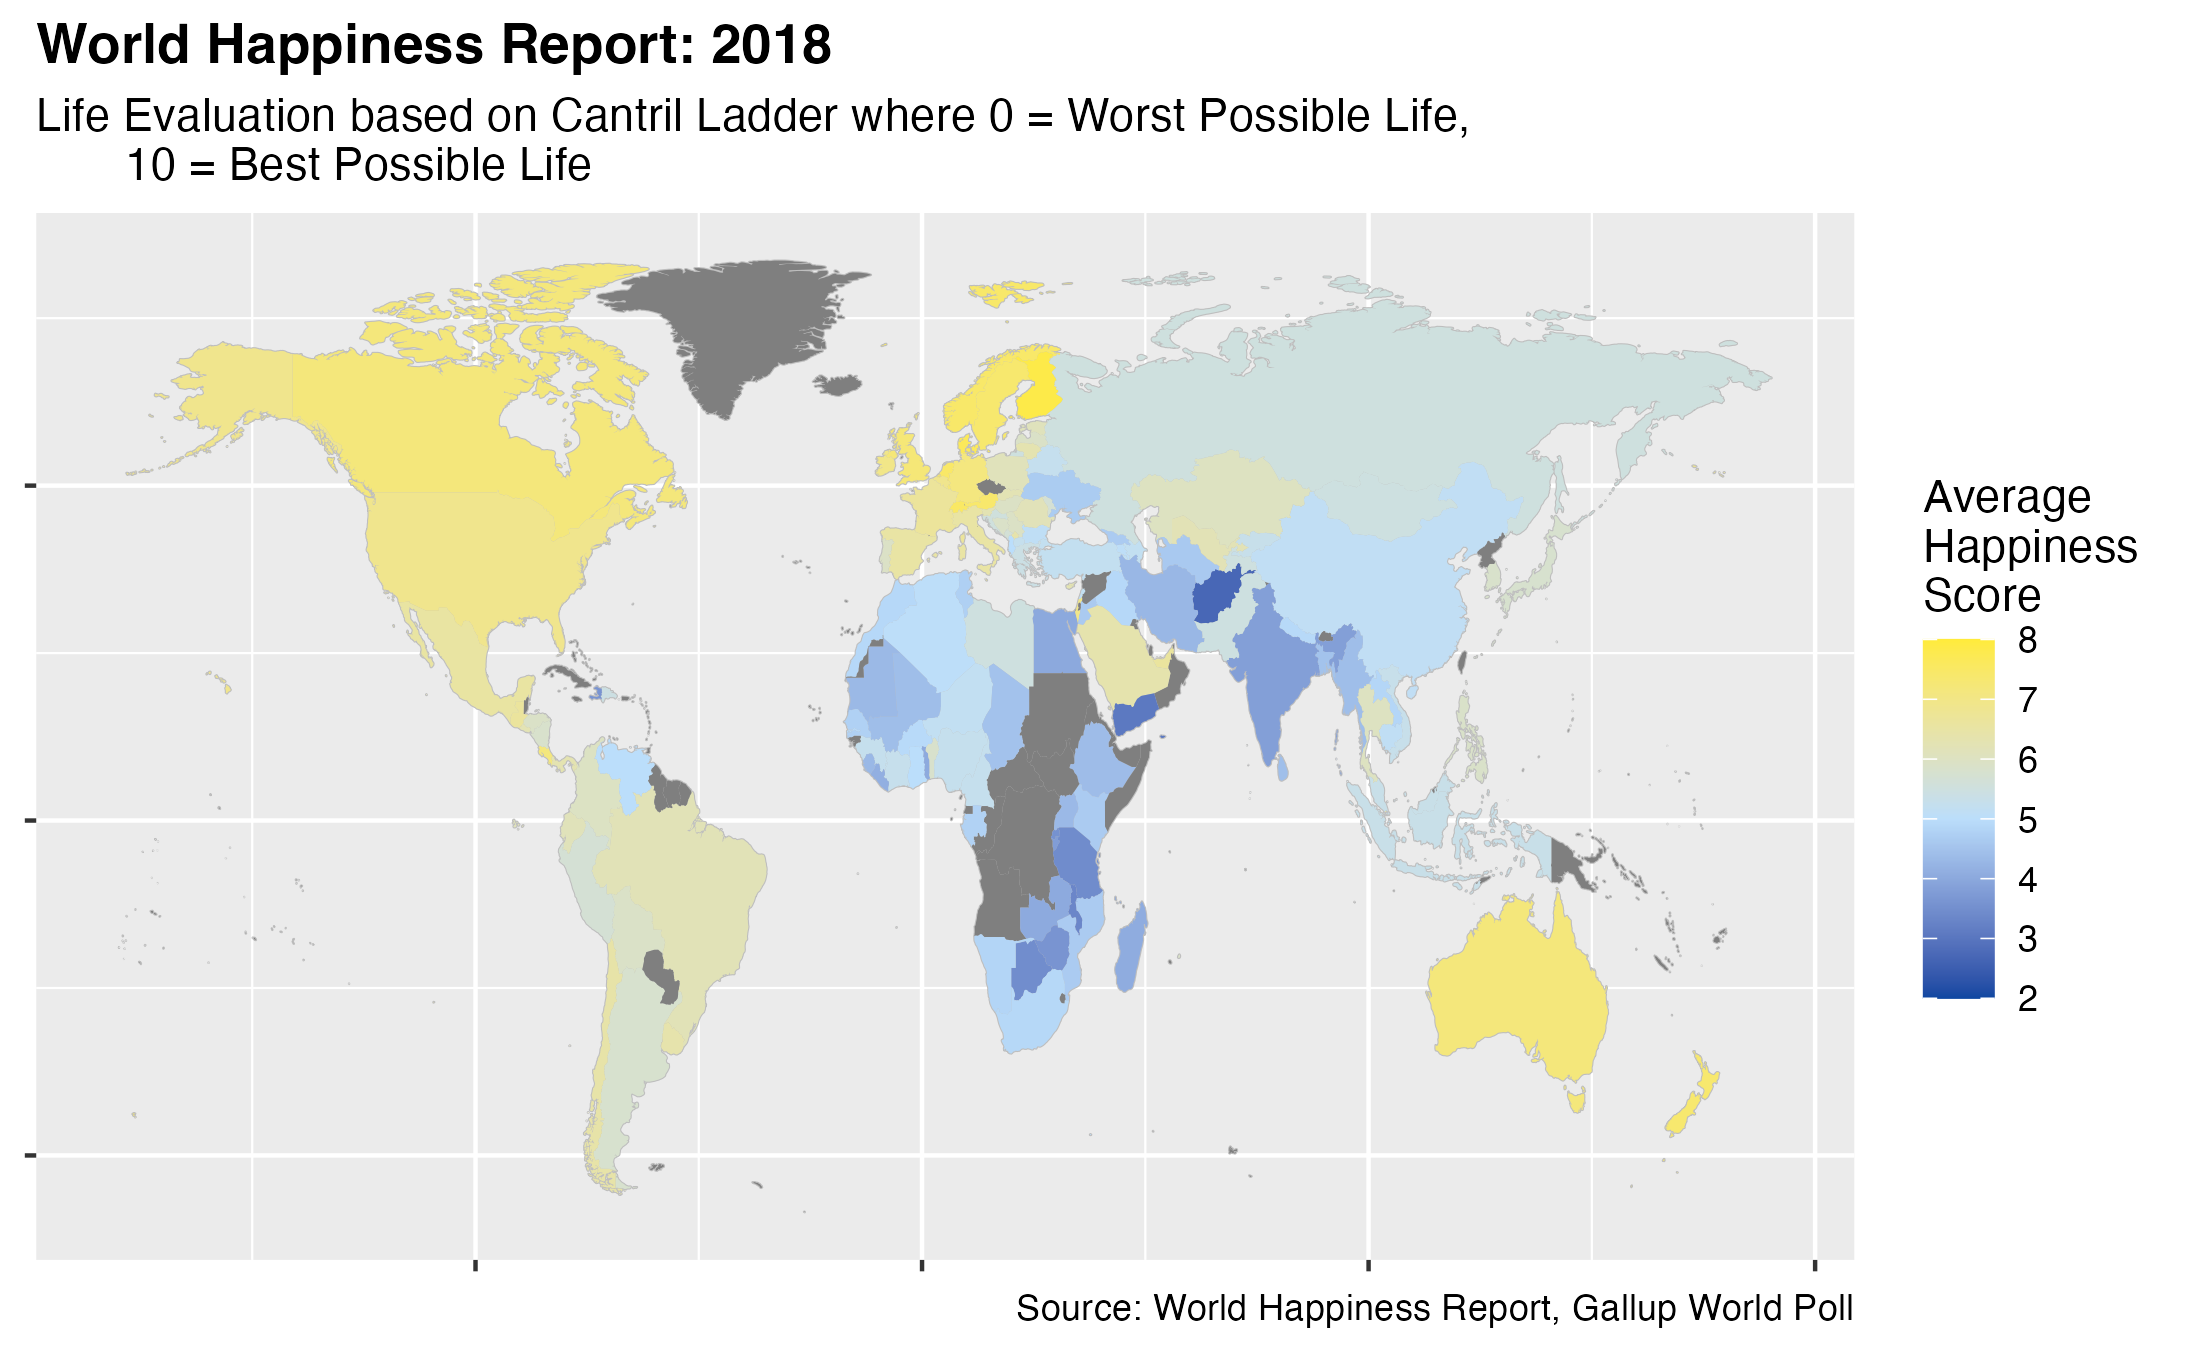 World Happiness Report: 2018
Life Evaluation based on Cantril Ladder where 0 = Worst Possible Life,
10 = Best Possible Life
Average
Happiness
Score
8
7
6
5
4
3
2
Source: World Happiness Report, Gallup World Poll